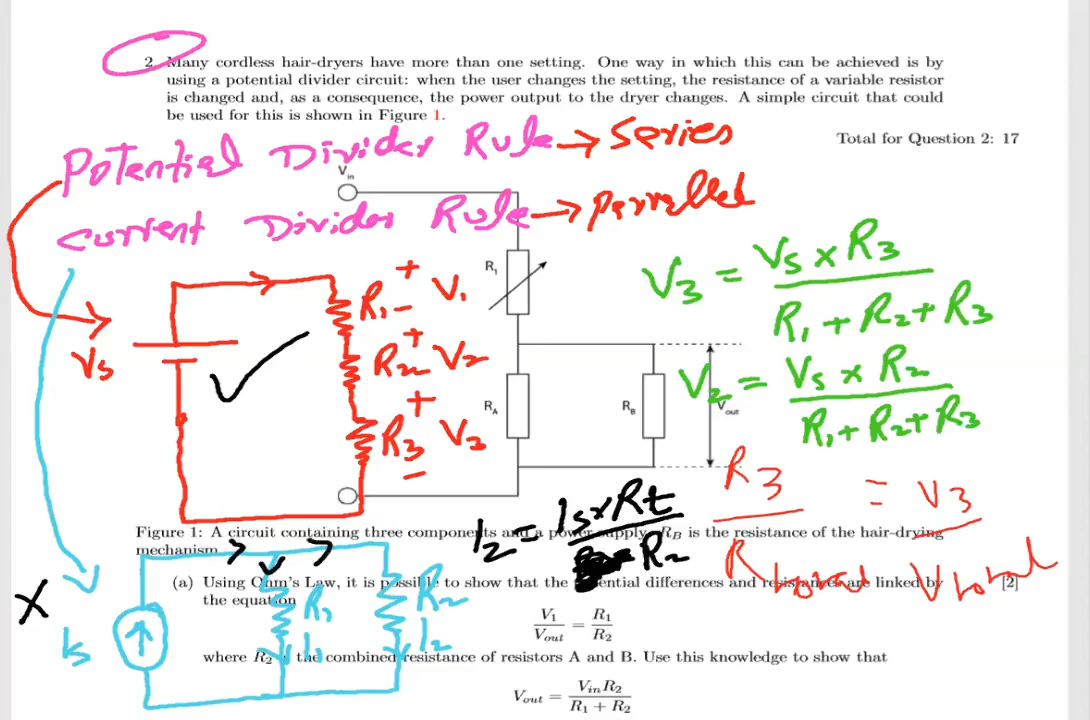 2. Many cordless hair-dryers have more than one setting. One way in which this can be achieved is by
using a potential divider circuit: when the user changes the setting, the resistance of a variable resistor
is changed and, as a consequence, the power output to the dryer changes. A simple circuit that could
be used for this is shown in Figure 1.
Total for Question 2: 17
Potential Divider Rule → Series
Vin
Current Divider Rule → Perrallel
R1
RA
RB
Vout
Vs
R1 + - V1
R2 + V2
R3 + - V3
V3 = Vs x R3 / R1 + R2 + R3
V2 = Vs x R2 / R1 + R2 + R3
R3 / Rtotal = V3 / Vtotal
I2 = Is x Rt / R2
Figure 1: A circuit containing three components and a power supply. RB is the resistance of the hair-drying
mechanism
(a) Using Ohm's Law, it is possible to show that the potential differences and resistances are linked by [2]
the equation
V1 / Vout = R1 / R2
x
Is
R1
I1
R2
I2
where R2 is the combined resistance of resistors A and B. Use this knowledge to show that
Vout = VinR2 / R1 + R2